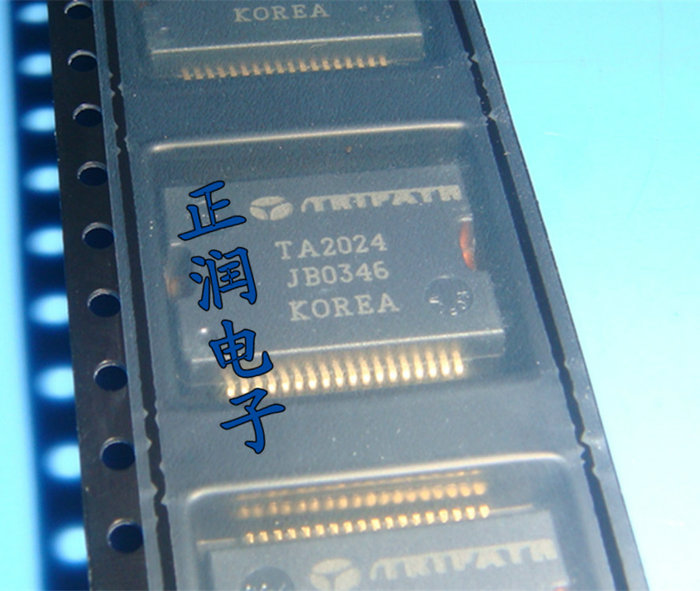 KOREA
TRIPATH
TA2024
JB0346
KOREA
正润电子
TRIPATH